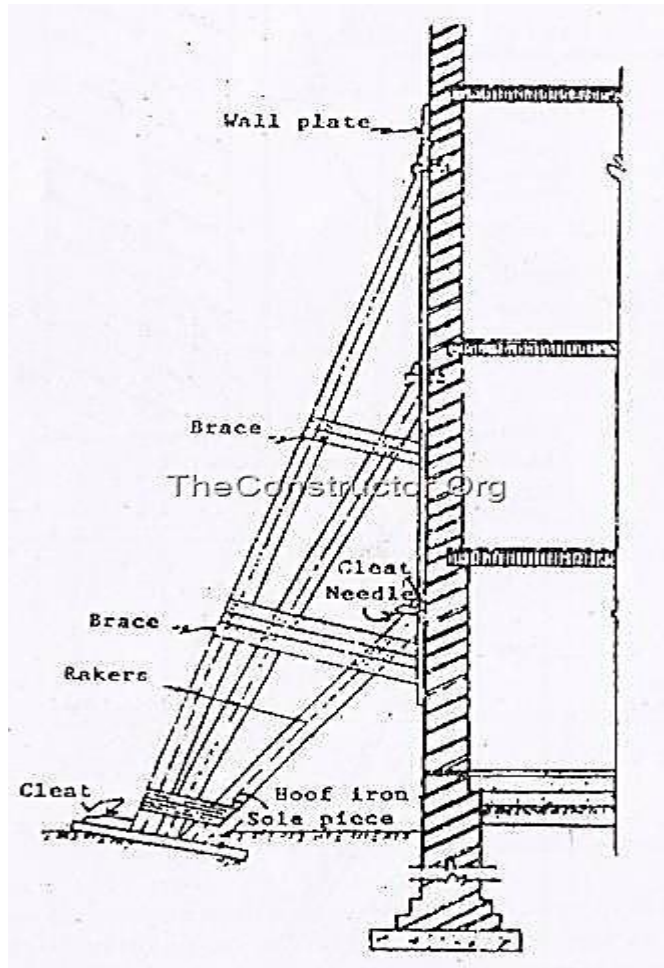 Wall plate
Brace
TheConstructor.Org
Cleat
Needle
Brace
Rakers
Cleat
Hoof iron
Sole piece